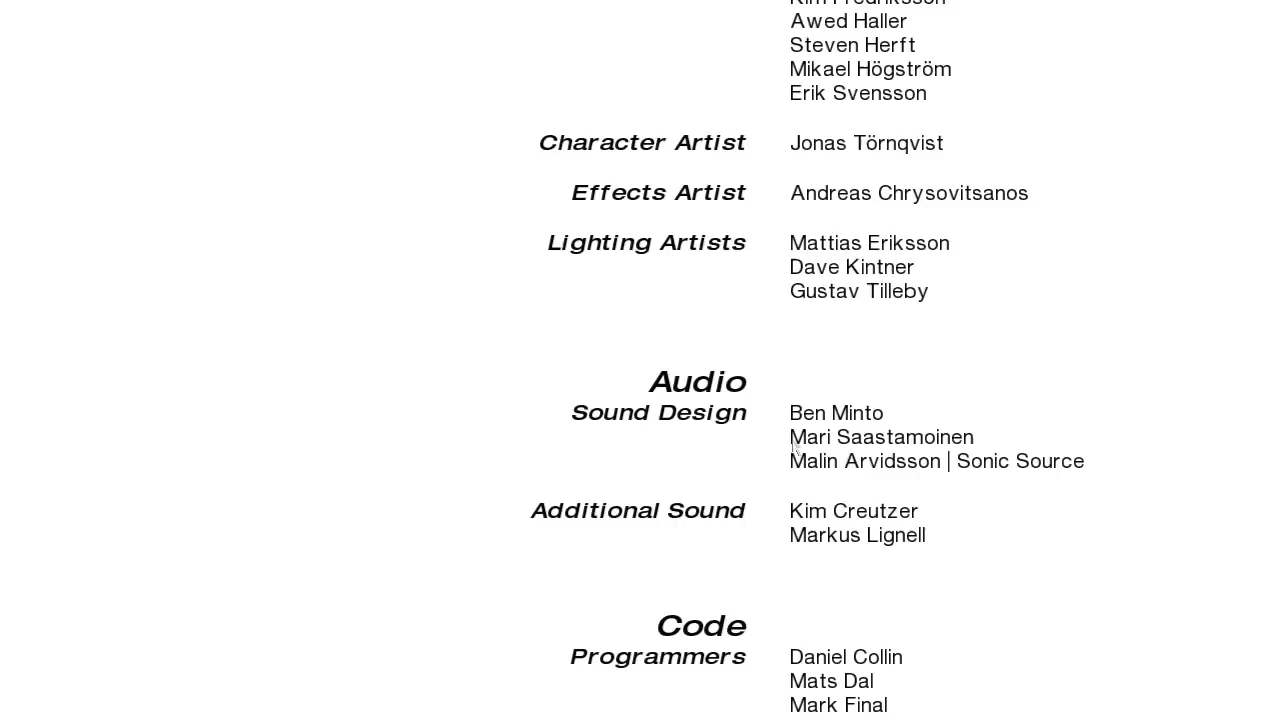 Kim Fredriksson
Awed Haller
Steven Herft
Mikael Högström
Erik Svensson
Character Artist Jonas Törnqvist
Effects Artist Andreas Chrysovitsanos
Lighting Artists Mattias Eriksson
Dave Kintner
Gustav Tilleby
Audio
Sound Design Ben Minto
Mari Saastamoinen
Malin Arvidsson | Sonic Source
Additional Sound Kim Creutzer
Markus Lignell
Code
Programmers Daniel Collin
Mats Dal
Mark Final